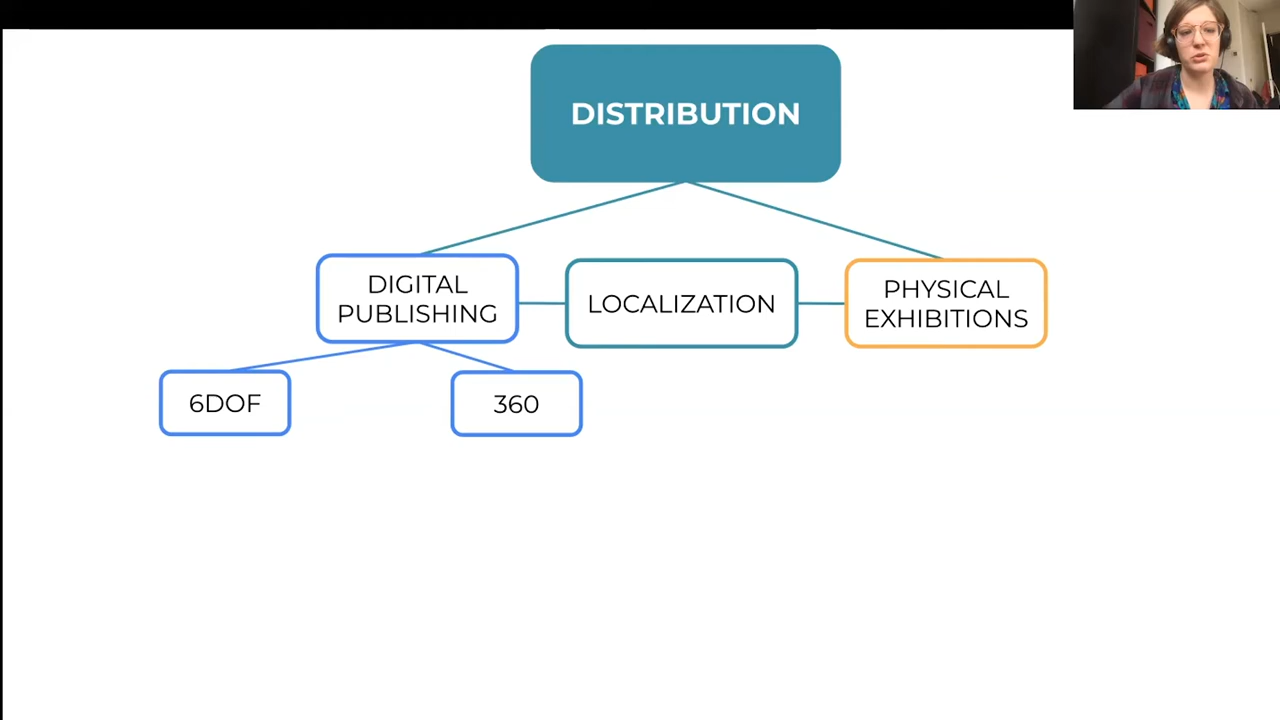 DISTRIBUTION
DIGITAL
PUBLISHING
LOCALIZATION
PHYSICAL
EXHIBITIONS
6DOF
360